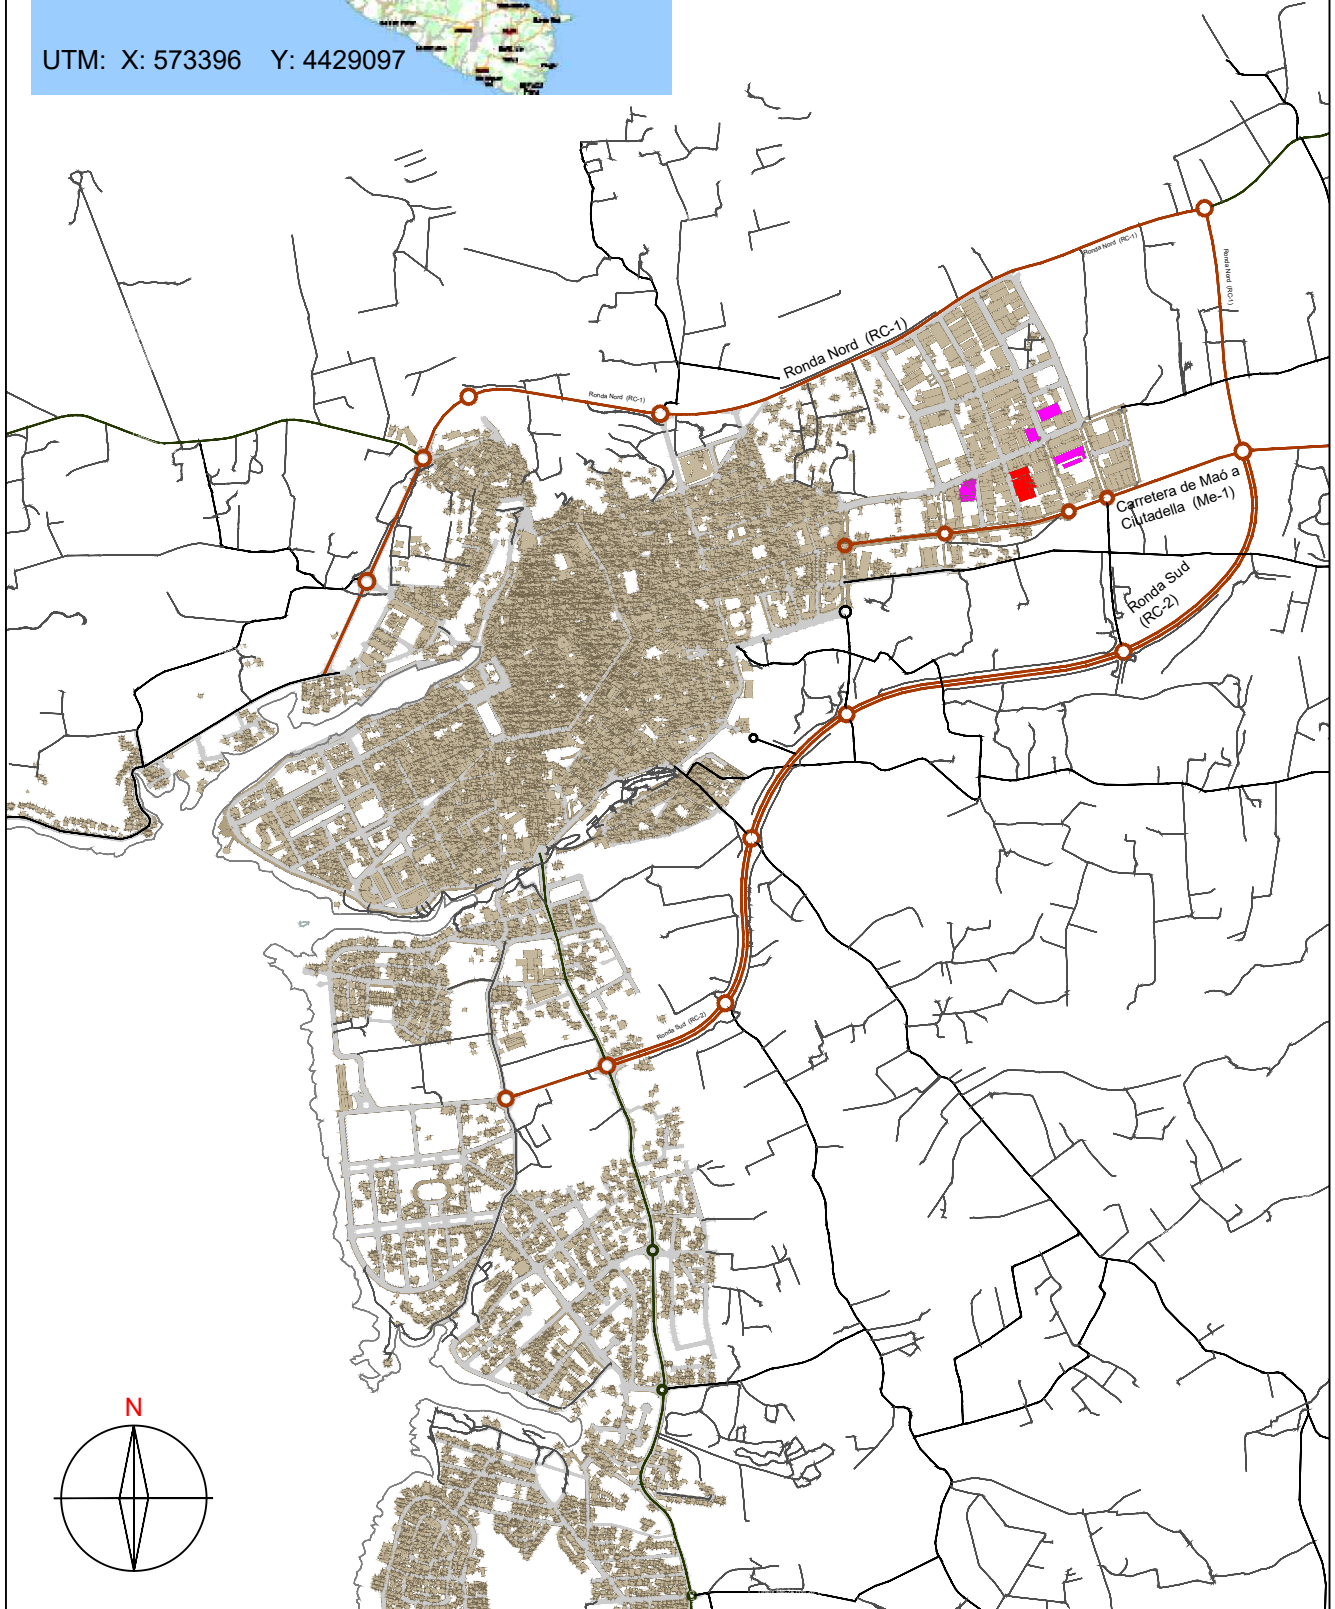 UTM: X: 573396 Y: 4429097
Ronda Nord (RC-1)
Ronda Nord (RC-1)
Ronda Nord (RC-1)
Ronda Nord (RC-1)
Carretera de Maó a
Ciutadella (Me-1)
Ronda Sud
(RC-2)
Ronda Sud (RC-2)
N